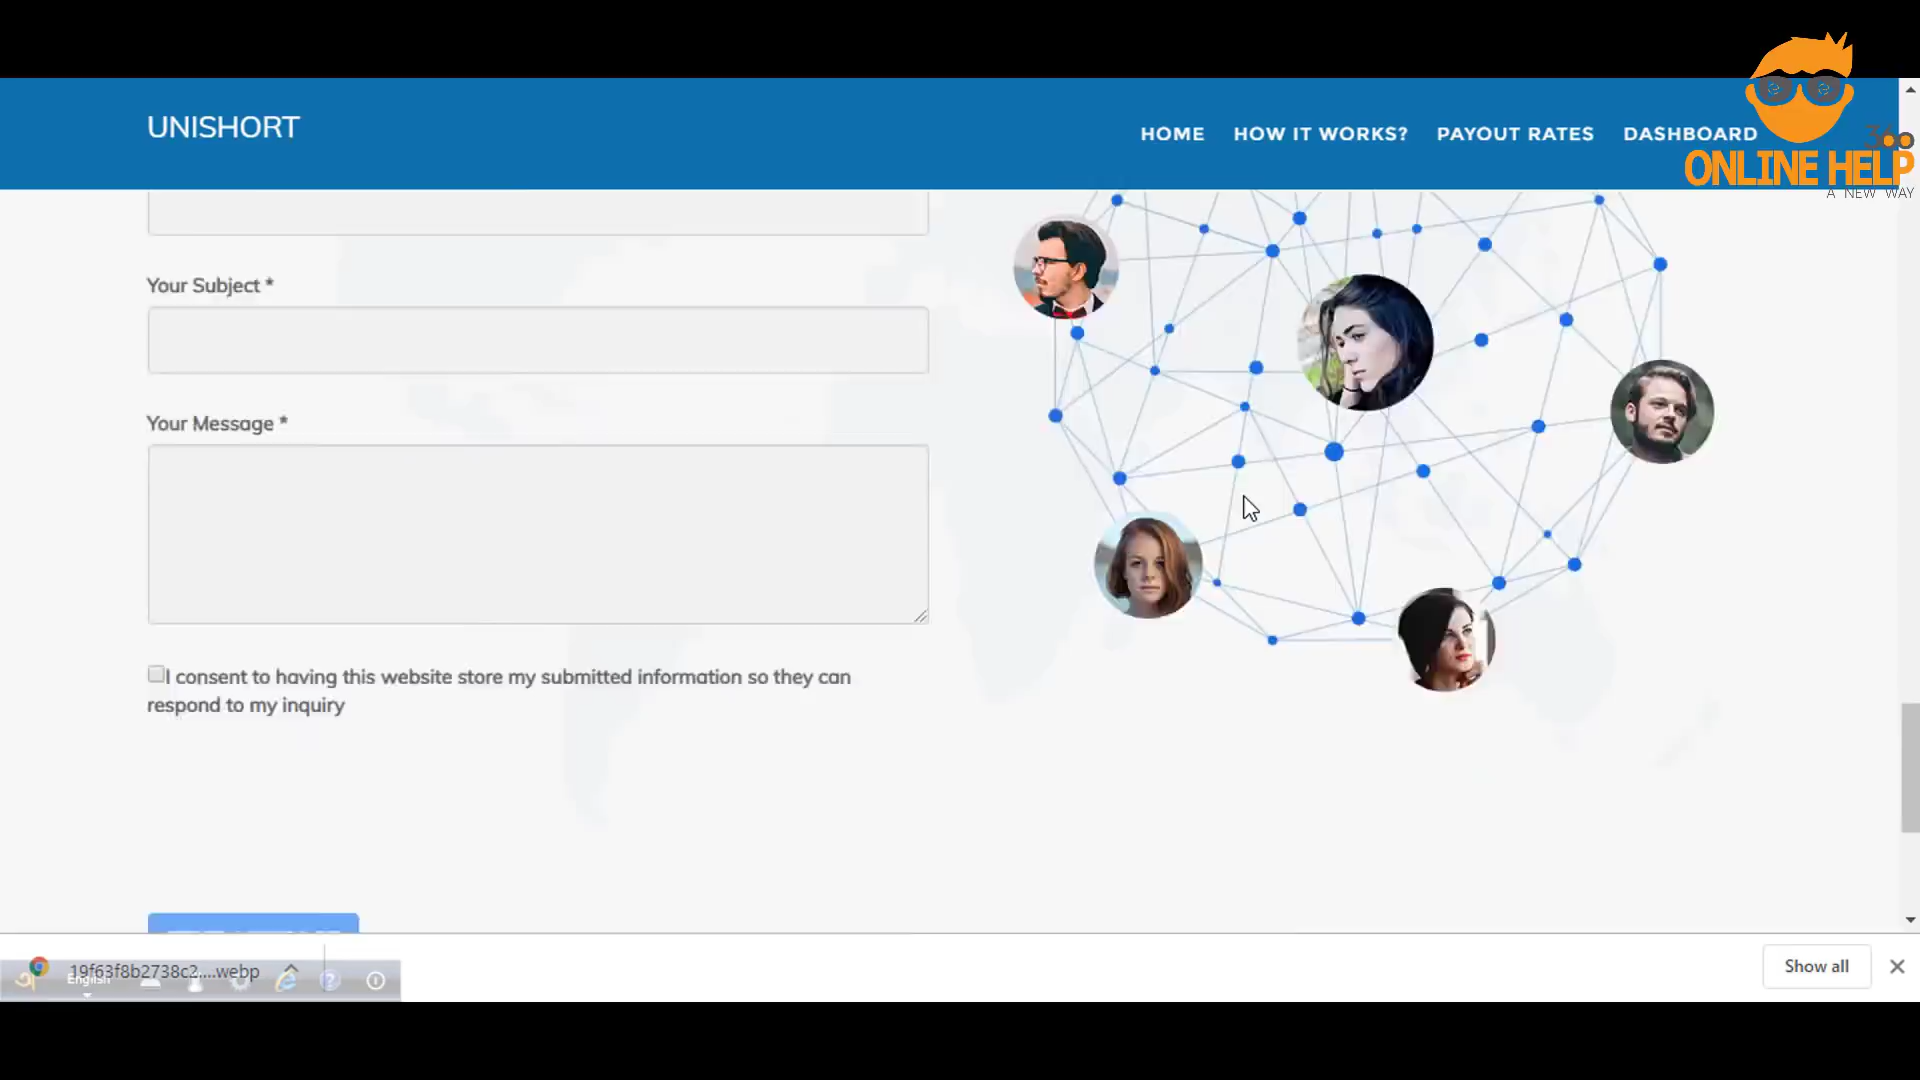 UNISHORT
HOME HOW IT WORKS? PAYOUT RATES DASHBOARD
ONLINE HELP
A NEW WAY
Your Subject *
Your Message *
I consent to having this website store my submitted information so they can
respond to my inquiry
19f63f8b2738c2....webp
English
Show all